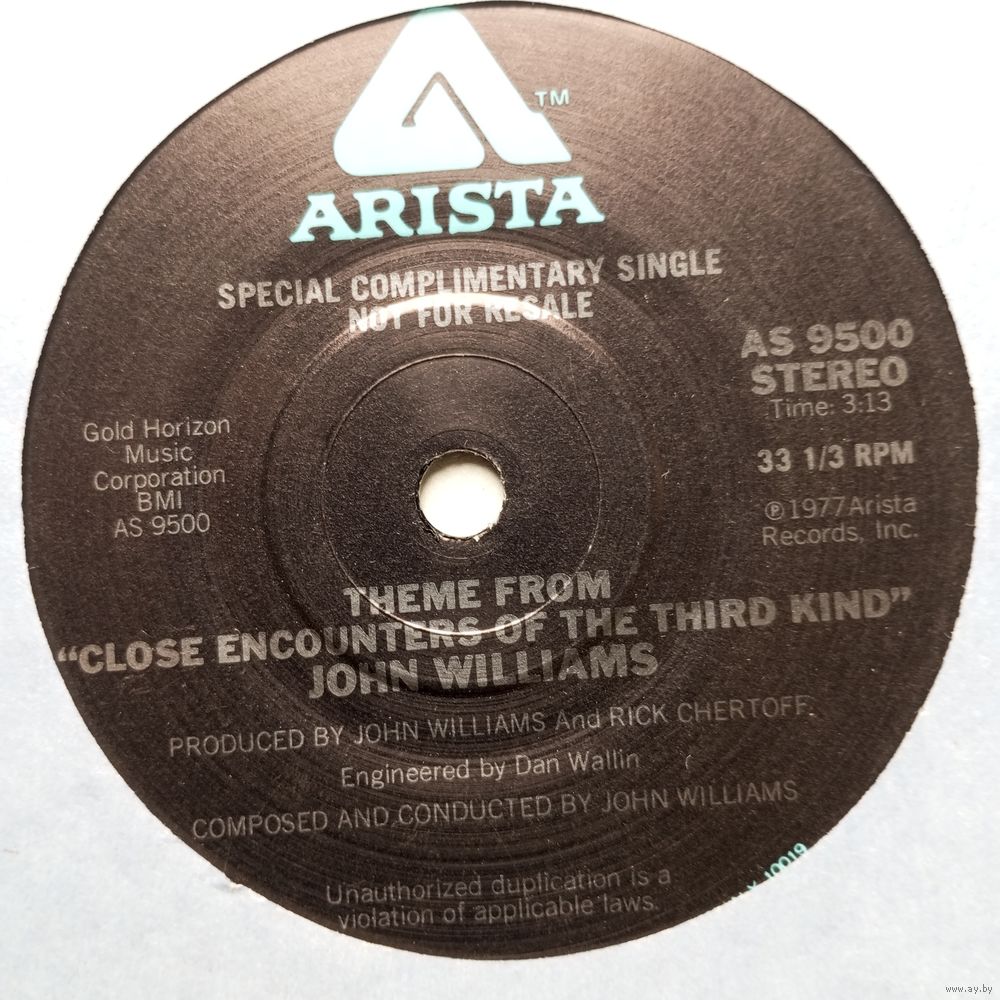 TM
ARISTA
SPECIAL COMPLIMENTARY SINGLE
NOT FOR RESALE
AS 9500
STEREO
Time: 3:13
33 1/3 RPM
℗1977 Arista
Records, Inc.
Gold Horizon
Music
Corporation
BMI
AS 9500
THEME FROM
“CLOSE ENCOUNTERS OF THE THIRD KIND”
JOHN WILLIAMS
PRODUCED BY JOHN WILLIAMS And RICK CHERTOFF.
Engineered by Dan Wallin
COMPOSED AND CONDUCTED BY JOHN WILLIAMS
Unauthorized duplication is a
violation of applicable laws.
10019
www.ay.by